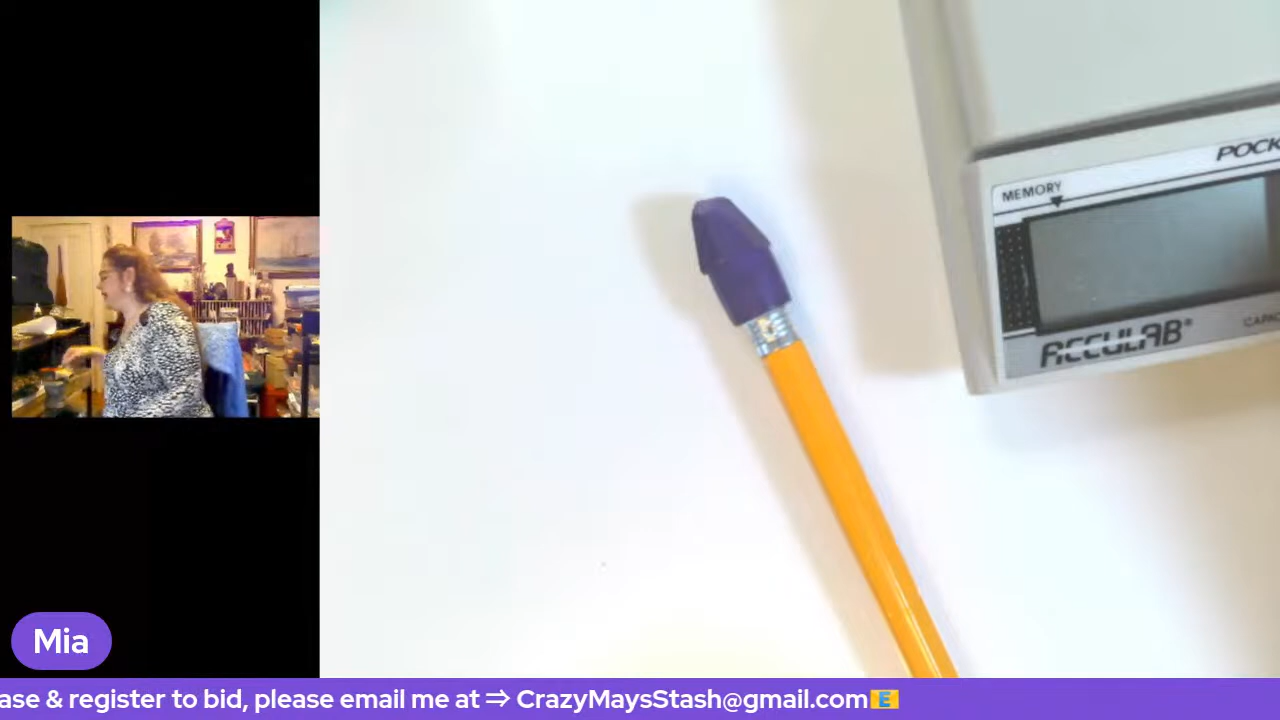 POCK
MEMORY
ACCULAB®
Mia
ase & register to bid, please email me at ⇒ CrazyMaysStash@gmail.com📧